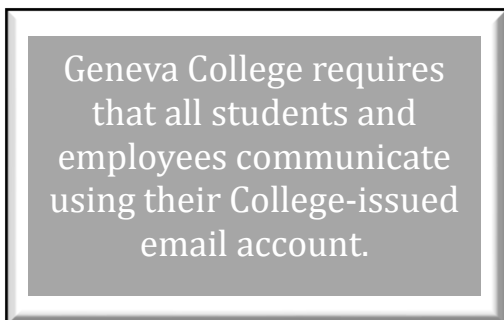 Geneva College requires
that all students and
employees communicate
using their College-issued
email account.